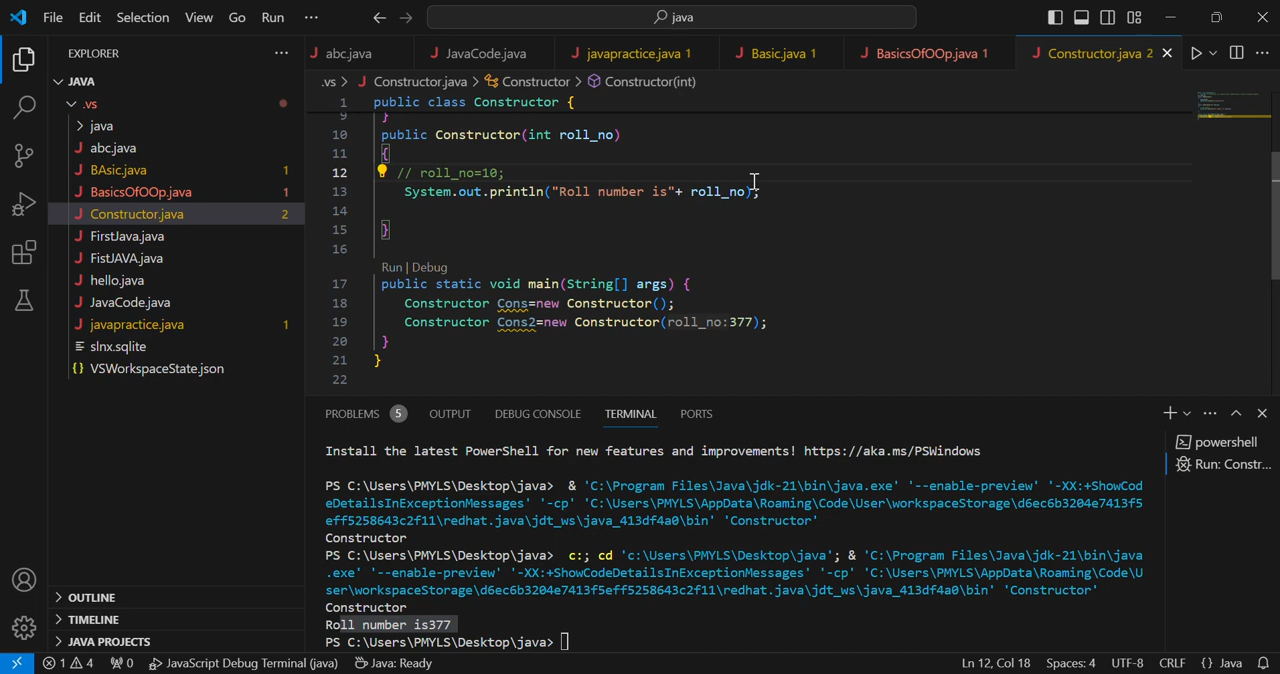 File Edit Selection View Go Run ··· ← → java
EXPLORER ···
abc.java JavaCode.java javapractice.java 1 Basic.java 1 BasicsOfOOp.java 1 Constructor.java 2
JAVA
.vs
java
abc.java
BAsic.java 1
BasicsOfOOp.java 1
Constructor.java 2
FirstJava.java
FistJAVA.java
hello.java
JavaCode.java
javapractice.java 1
slnx.sqlite
VSWorkspaceState.json
OUTLINE
TIMELINE
JAVA PROJECTS
.vs > Constructor.java > Constructor > Constructor(int)
1 public class Constructor {
9 }
10 public Constructor(int roll_no)
11 {
12 // roll_no=10;
13 System.out.println("Roll number is"+ roll_no);
14
15 }
16
Run | Debug
17 public static void main(String[] args) {
18 Constructor Cons=new Constructor();
19 Constructor Cons2=new Constructor(roll_no:377);
20 }
21 }
22
PROBLEMS 5 OUTPUT DEBUG CONSOLE TERMINAL PORTS
powershell
Run: Constr...
Install the latest PowerShell for new features and improvements! https://aka.ms/PSWindows
PS C:\Users\PMYLS\Desktop\java> & 'C:\Program Files\Java\jdk-21\bin\java.exe' '--enable-preview' '-XX:+ShowCod
eDetailsInExceptionMessages' '-cp' 'C:\Users\PMYLS\AppData\Roaming\Code\User\workspaceStorage\d6ec6b3204e7413f5
eff5258643c2f11\redhat.java\jdt_ws\java_413df4a0\bin' 'Constructor'
Constructor
PS C:\Users\PMYLS\Desktop\java> c:; cd 'c:\Users\PMYLS\Desktop\java'; & 'C:\Program Files\Java\jdk-21\bin\java
.exe' '--enable-preview' '-XX:+ShowCodeDetailsInExceptionMessages' '-cp' 'C:\Users\PMYLS\AppData\Roaming\Code\U
ser\workspaceStorage\d6ec6b3204e7413f5eff5258643c2f11\redhat.java\jdt_ws\java_413df4a0\bin' 'Constructor'
Constructor
Roll number is377
PS C:\Users\PMYLS\Desktop\java>
1 4 0 JavaScript Debug Terminal (java) Java: Ready Ln 12, Col 18 Spaces: 4 UTF-8 CRLF {} Java